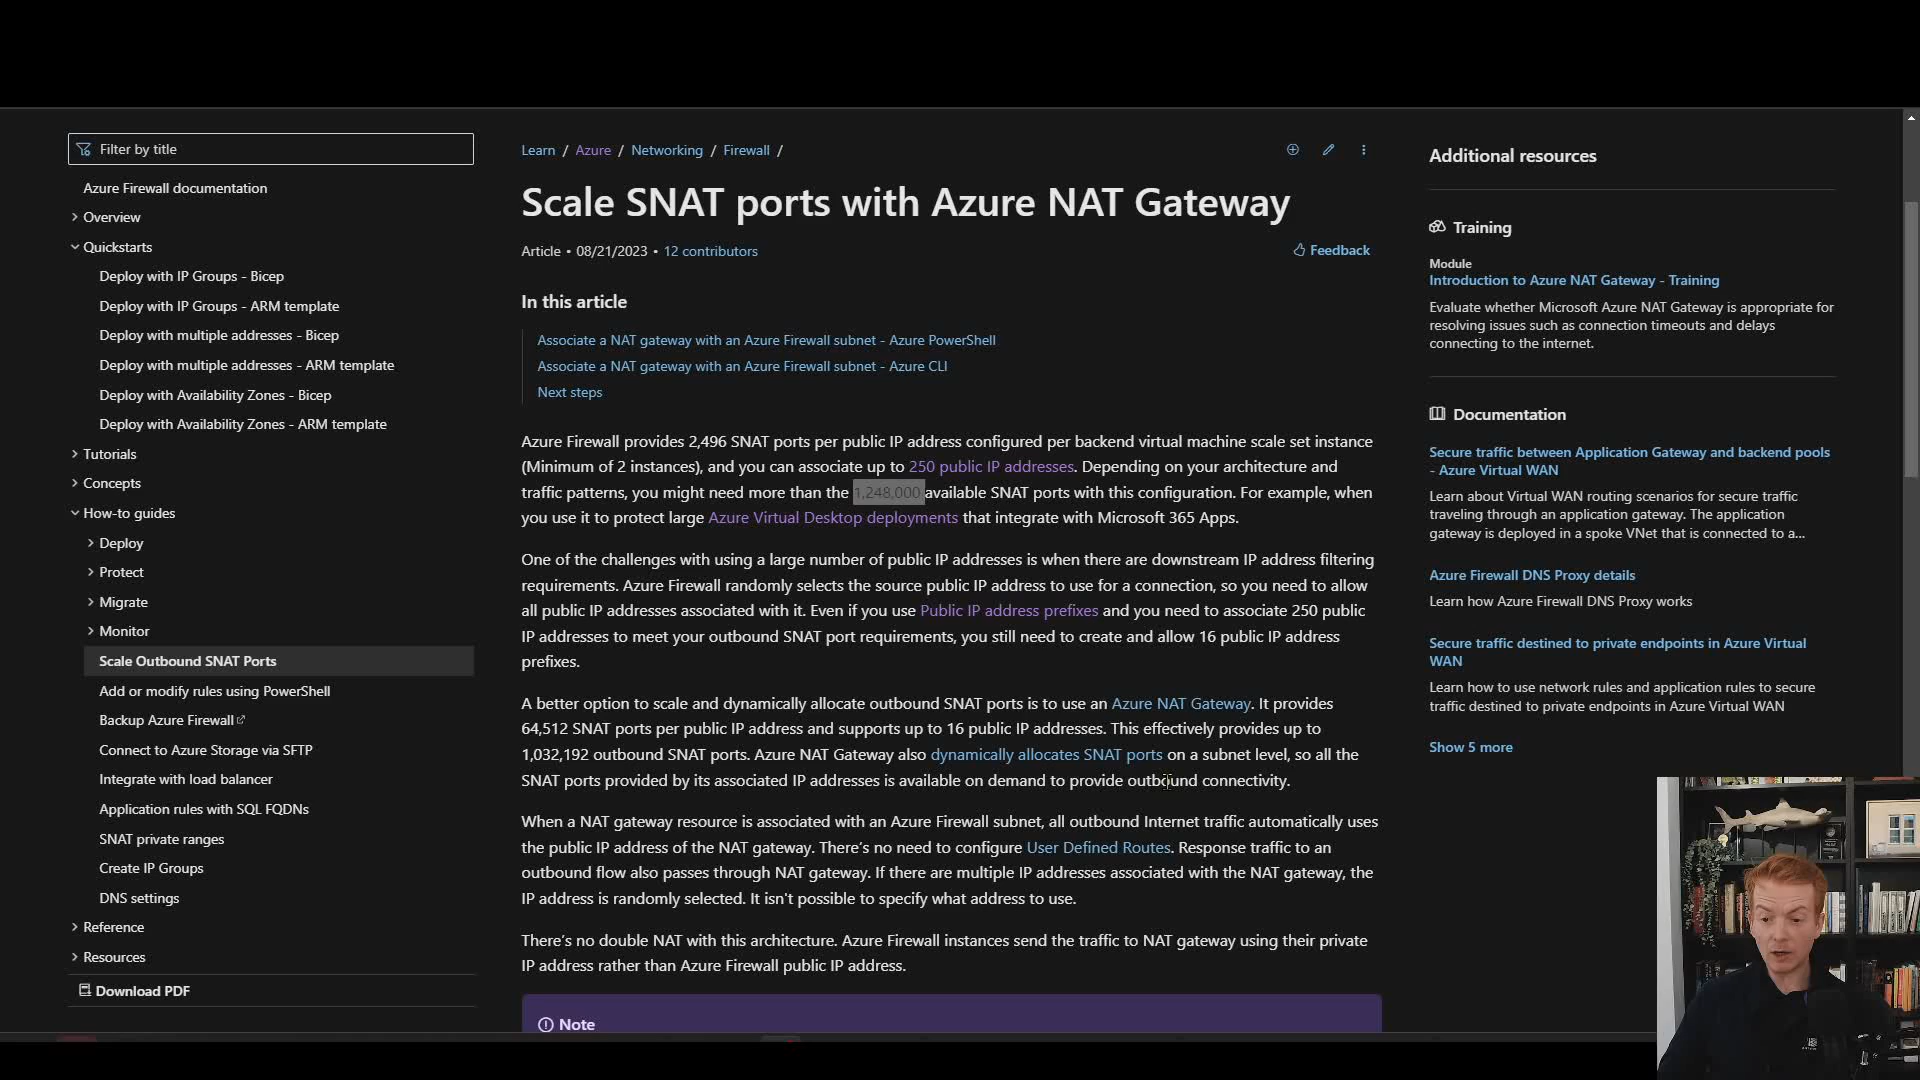 Filter by title
Azure Firewall documentation
Overview
Quickstarts
Deploy with IP Groups - Bicep
Deploy with IP Groups - ARM template
Deploy with multiple addresses - Bicep
Deploy with multiple addresses - ARM template
Deploy with Availability Zones - Bicep
Deploy with Availability Zones - ARM template
Tutorials
Concepts
How-to guides
Deploy
Protect
Migrate
Monitor
Scale Outbound SNAT Ports
Add or modify rules using PowerShell
Backup Azure Firewall
Connect to Azure Storage via SFTP
Integrate with load balancer
Application rules with SQL FQDNs
SNAT private ranges
Create IP Groups
DNS settings
Reference
Resources
Download PDF
Learn / Azure / Networking / Firewall /
Scale SNAT ports with Azure NAT Gateway
Article • 08/21/2023 • 12 contributors
Feedback
In this article
Associate a NAT gateway with an Azure Firewall subnet - Azure PowerShell
Associate a NAT gateway with an Azure Firewall subnet - Azure CLI
Next steps
Azure Firewall provides 2,496 SNAT ports per public IP address configured per backend virtual machine scale set instance
(Minimum of 2 instances), and you can associate up to 250 public IP addresses. Depending on your architecture and
traffic patterns, you might need more than the 1,248,000 available SNAT ports with this configuration. For example, when
you use it to protect large Azure Virtual Desktop deployments that integrate with Microsoft 365 Apps.
One of the challenges with using a large number of public IP addresses is when there are downstream IP address filtering
requirements. Azure Firewall randomly selects the source public IP address to use for a connection, so you need to allow
all public IP addresses associated with it. Even if you use Public IP address prefixes and you need to associate 250 public
IP addresses to meet your outbound SNAT port requirements, you still need to create and allow 16 public IP address
prefixes.
A better option to scale and dynamically allocate outbound SNAT ports is to use an Azure NAT Gateway. It provides
64,512 SNAT ports per public IP address and supports up to 16 public IP addresses. This effectively provides up to
1,032,192 outbound SNAT ports. Azure NAT Gateway also dynamically allocates SNAT ports on a subnet level, so all the
SNAT ports provided by its associated IP addresses is available on demand to provide outbound connectivity.
When a NAT gateway resource is associated with an Azure Firewall subnet, all outbound Internet traffic automatically uses
the public IP address of the NAT gateway. There's no need to configure User Defined Routes. Response traffic to an
outbound flow also passes through NAT gateway. If there are multiple IP addresses associated with the NAT gateway, the
IP address is randomly selected. It isn't possible to specify what address to use.
There's no double NAT with this architecture. Azure Firewall instances send the traffic to NAT gateway using their private
IP address rather than Azure Firewall public IP address.
Note
Additional resources
Training
Module
Introduction to Azure NAT Gateway - Training
Evaluate whether Microsoft Azure NAT Gateway is appropriate for
resolving issues such as connection timeouts and delays
connecting to the internet.
Documentation
Secure traffic between Application Gateway and backend pools
- Azure Virtual WAN
Learn about Virtual WAN routing scenarios for secure traffic
traveling through an application gateway. The application
gateway is deployed in a spoke VNet that is connected to a...
Azure Firewall DNS Proxy details
Learn how Azure Firewall DNS Proxy works
Secure traffic destined to private endpoints in Azure Virtual
WAN
Learn how to use network rules and application rules to secure
traffic destined to private endpoints in Azure Virtual WAN
Show 5 more